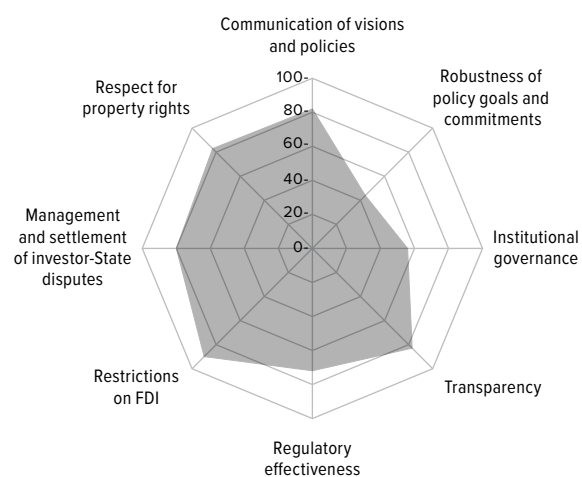 Communication of visions
and policies
Robustness of
policy goals and
commitments
Institutional
governance
Transparency
Regulatory
effectiveness
Restrictions
on FDI
Management
and settlement
of investor-State
disputes
Respect for
property rights
100-
80-
60-
40-
20-
0-